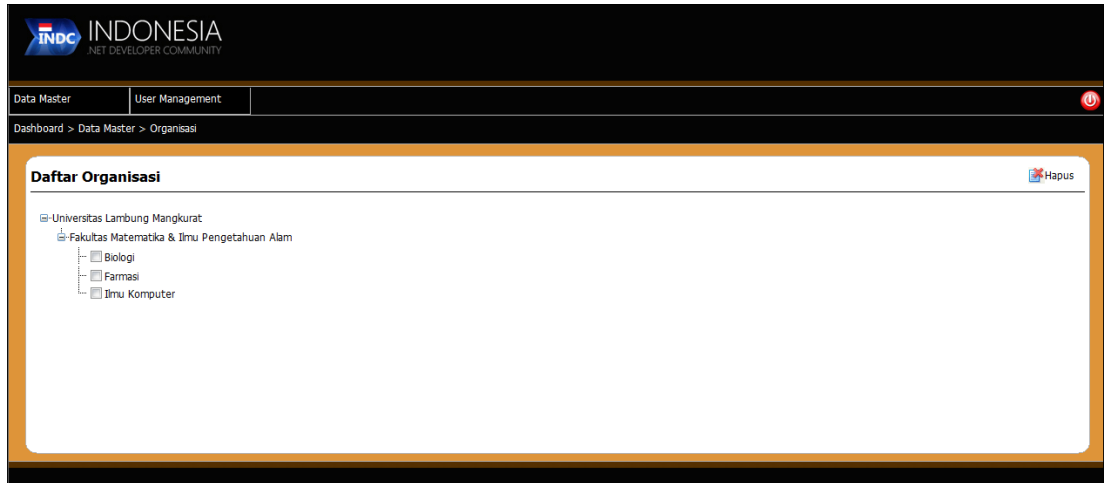 INDC INDONESIA
.NET DEVELOPER COMMUNITY
Data Master User Management
Dashboard > Data Master > Organisasi
Daftar Organisasi Hapus
Universitas Lambung Mangkurat
Fakultas Matematika & Ilmu Pengetahuan Alam
Biologi
Farmasi
Ilmu Komputer